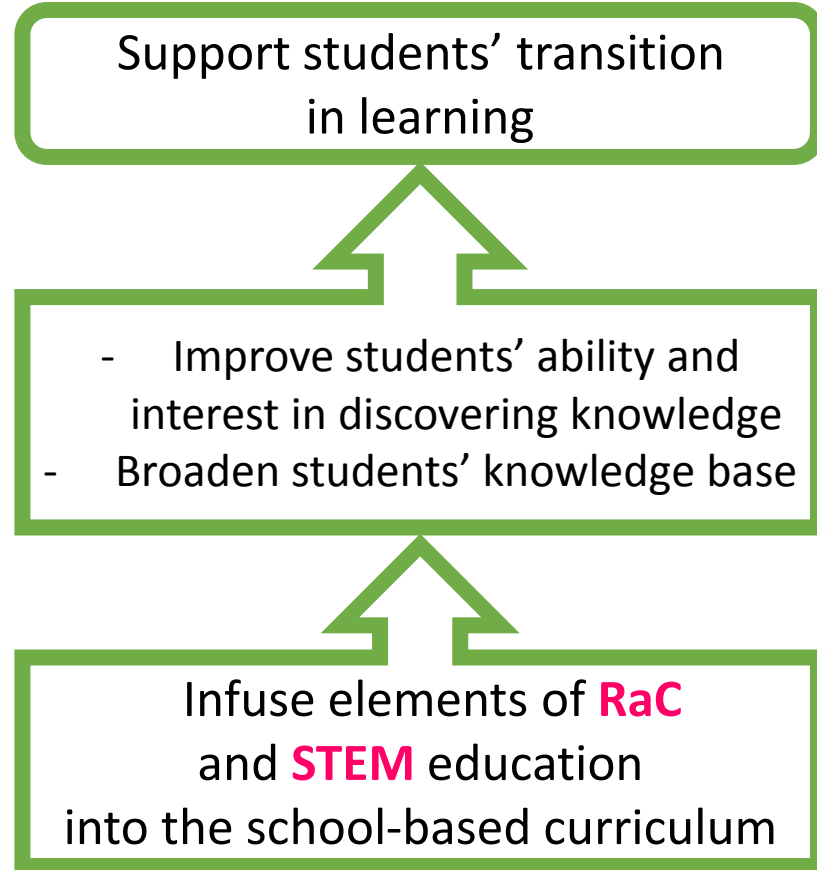 Support students’ transition
in learning
- Improve students’ ability and
interest in discovering knowledge
- Broaden students’ knowledge base
Infuse elements of RaC
and STEM education
into the school-based curriculum